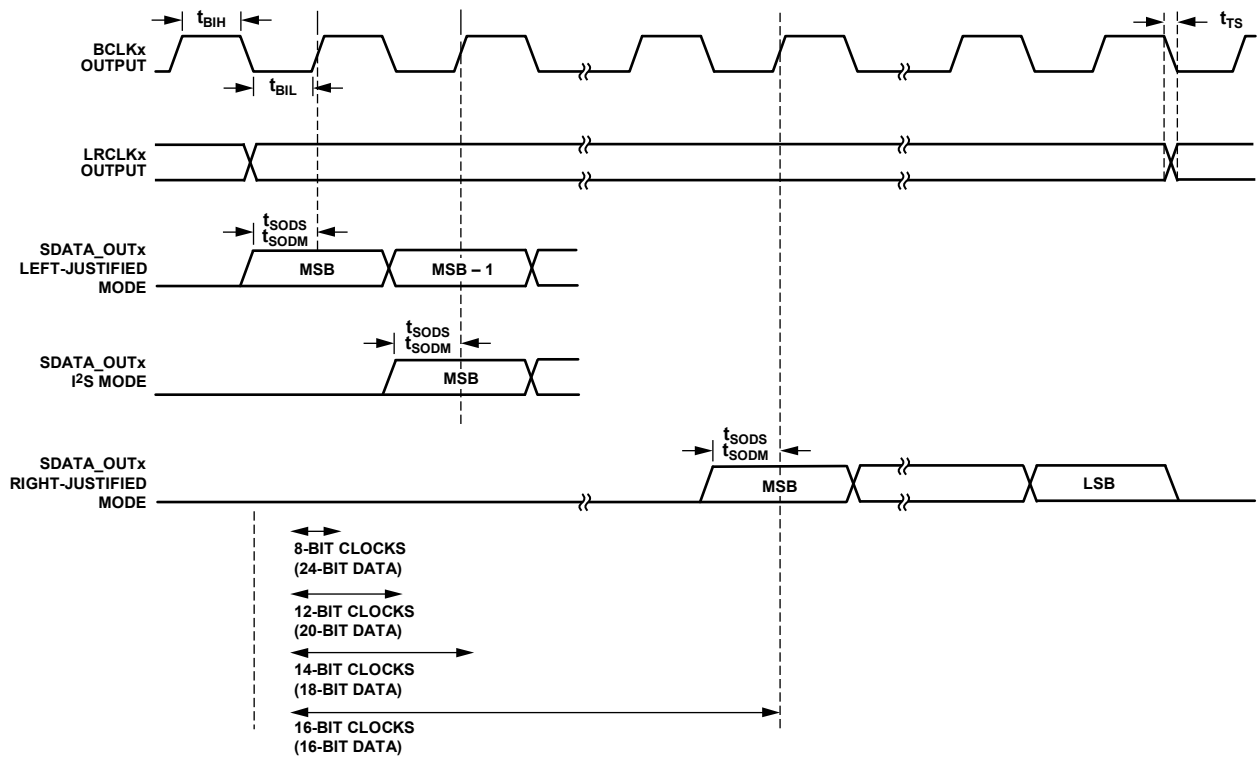 tBIH
tTS
BCLKx
OUTPUT
tBIL
LRCLKx
OUTPUT
tSODS
tSODM
SDATA_OUTx
LEFT-JUSTIFIED
MODE
MSB
MSB – 1
tSODS
tSODM
SDATA_OUTx
I2S MODE
MSB
tSODS
tSODM
SDATA_OUTx
RIGHT-JUSTIFIED
MODE
MSB
LSB
8-BIT CLOCKS
(24-BIT DATA)
12-BIT CLOCKS
(20-BIT DATA)
14-BIT CLOCKS
(18-BIT DATA)
16-BIT CLOCKS
(16-BIT DATA)